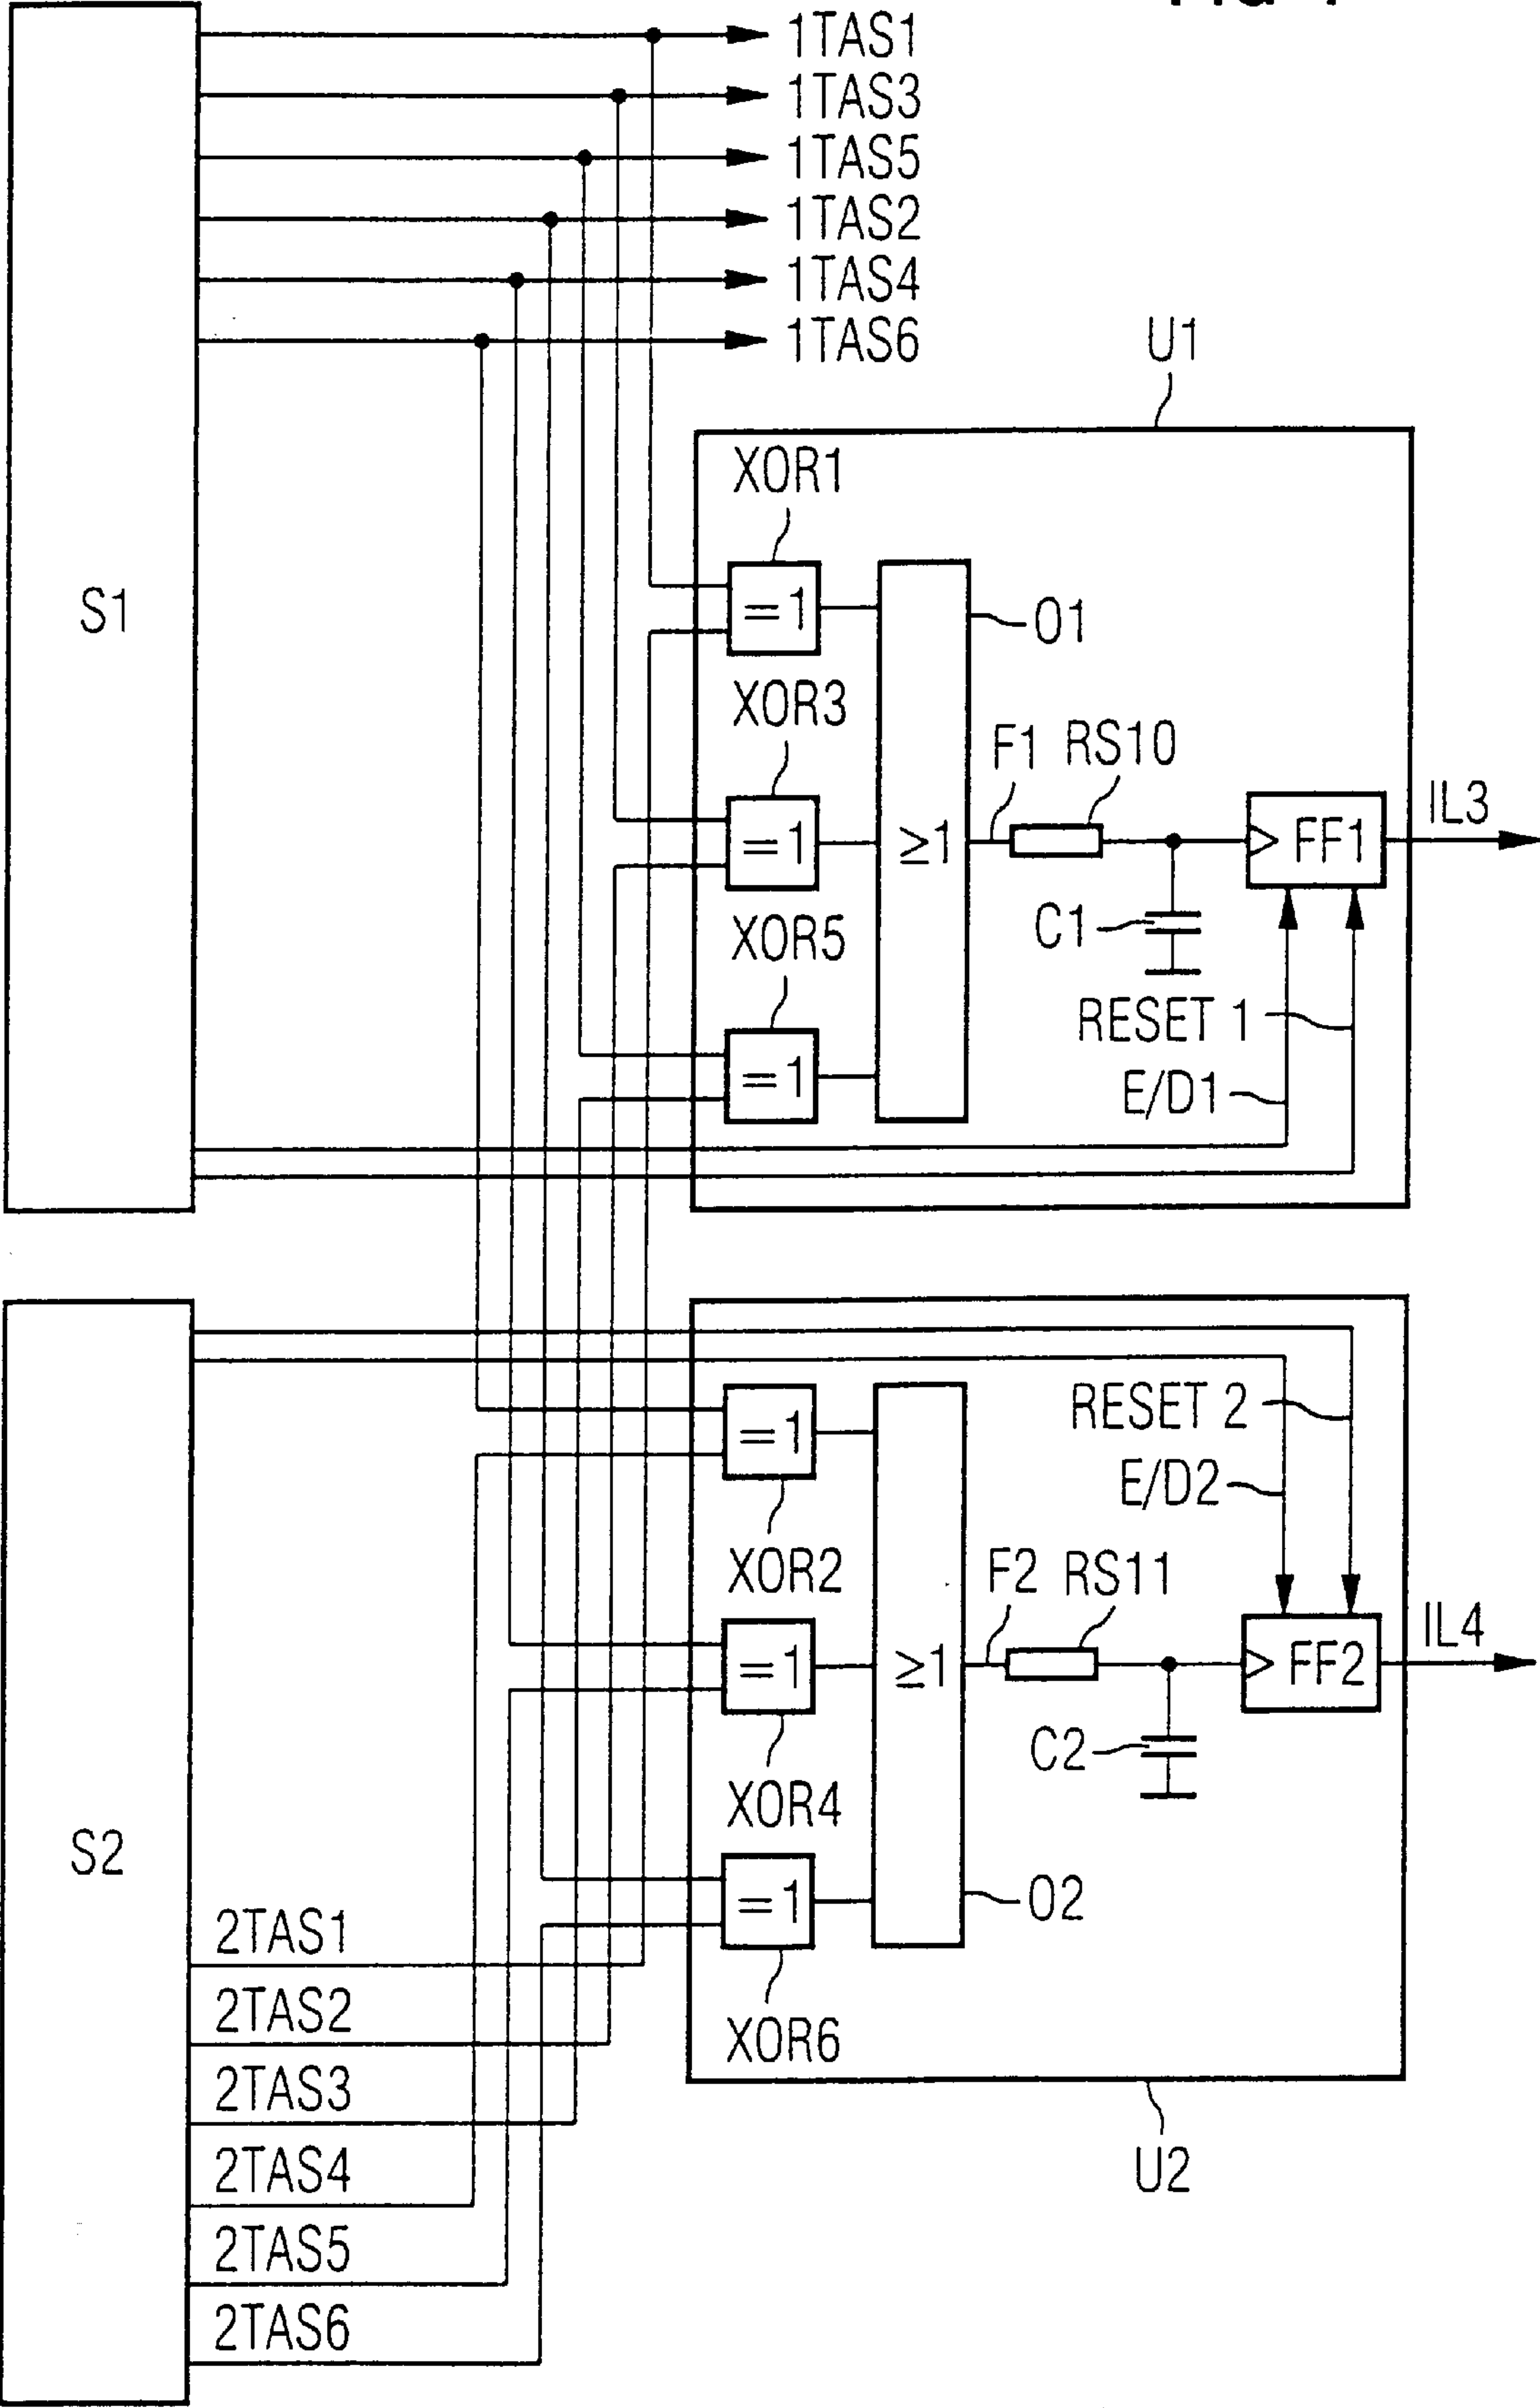 1TAS1
1TAS3
1TAS5
1TAS2
1TAS4
1TAS6
U1
XOR1
=1
S1
O1
XOR3
F1 RS10
IL3
=1
≥1
FF1
C1
XOR5
RESET 1
=1
E/D1
RESET 2
=1
E/D2
XOR2
F2 RS11
IL4
=1
≥1
FF2
C2
XOR4
S2
=1
O2
2TAS1
2TAS2
XOR6
2TAS3
U2
2TAS4
2TAS5
2TAS6